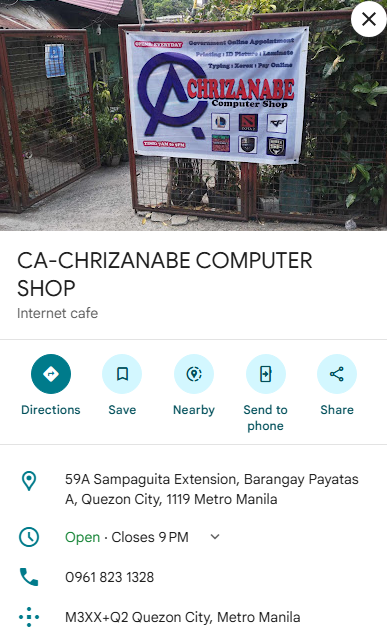 OPENS: EVERYDAY
Government Online Appointment
Printing : ID Picture : Laminate
Typing : Xerox : Pay Online
CHRIZANABE
Computer Shop
CA-CHRIZANABE COMPUTER
SHOP
Internet cafe
Directions
Save
Nearby
Send to
phone
Share
59A Sampaguita Extension, Barangay Payatas
A, Quezon City, 1119 Metro Manila
Open · Closes 9 PM
0961 823 1328
M3XX+Q2 Quezon City, Metro Manila